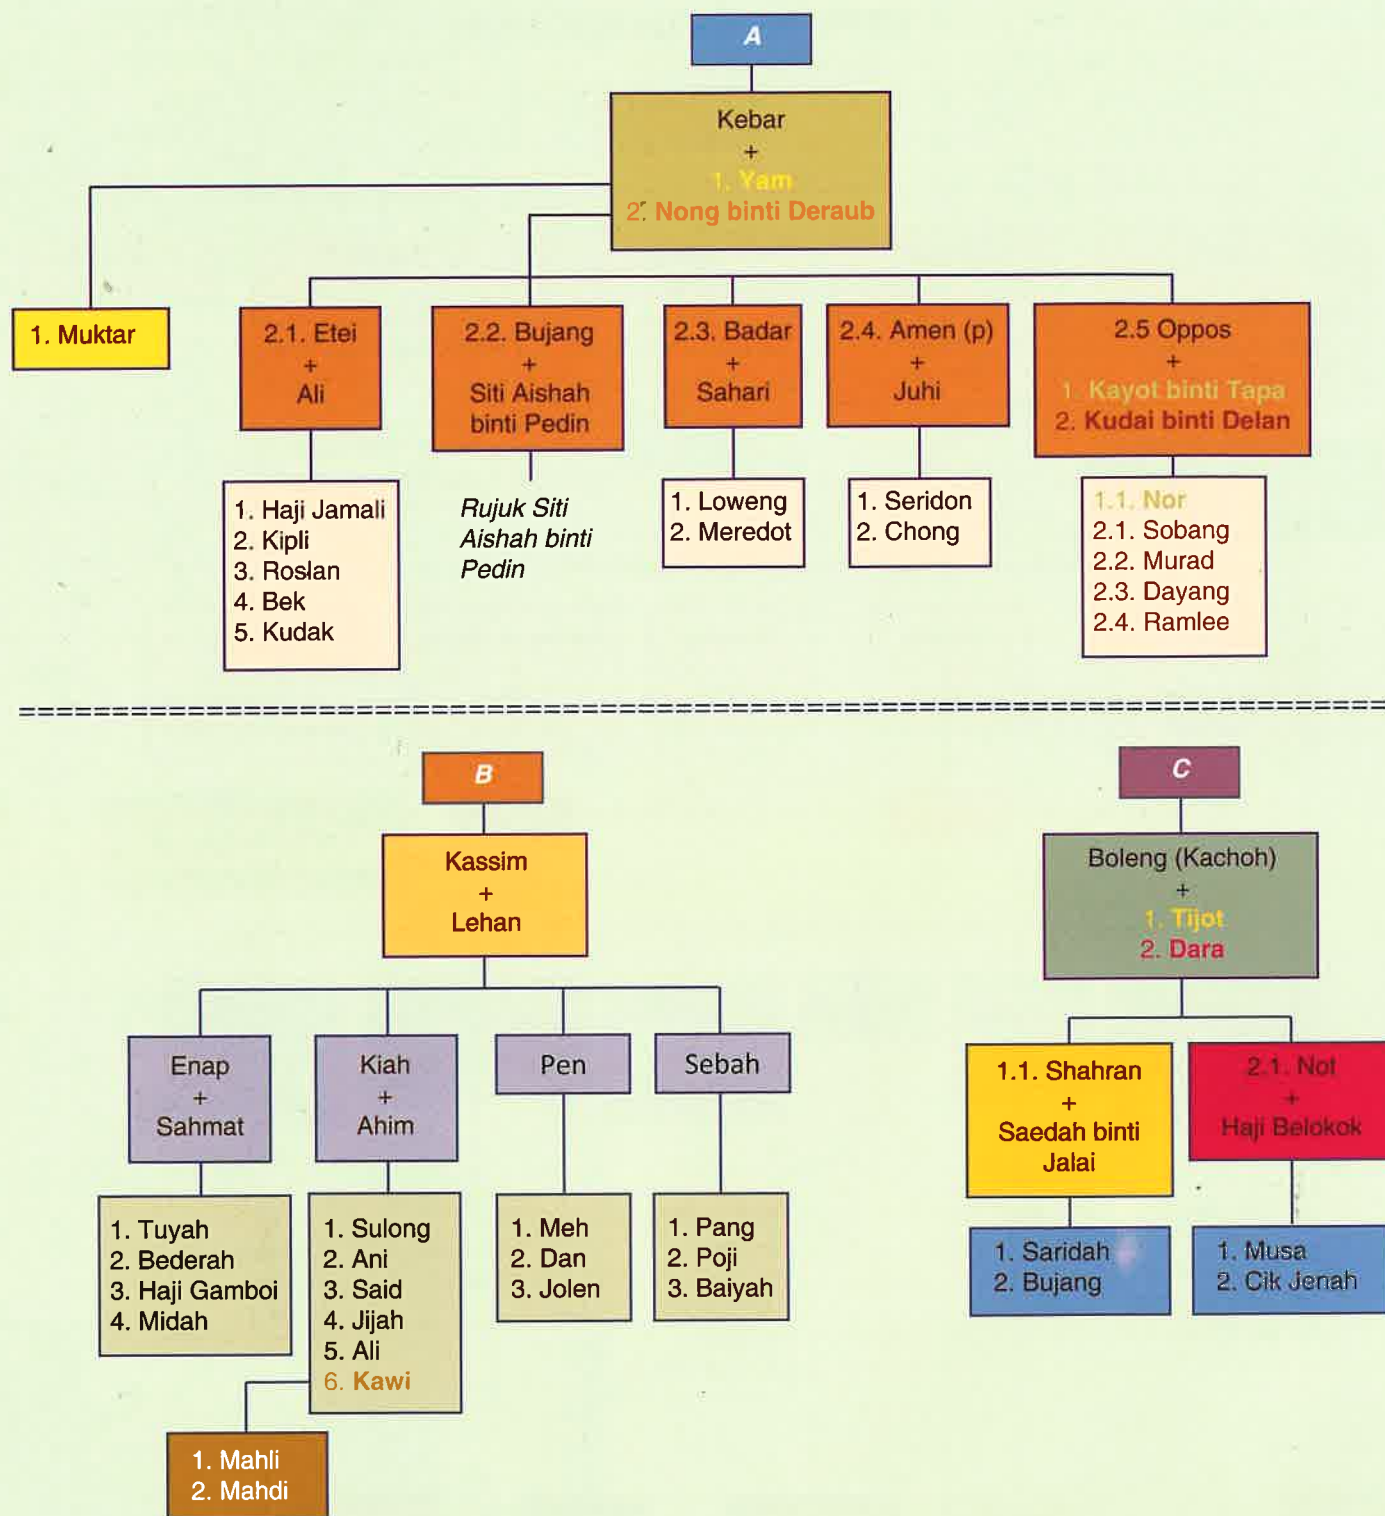 A
Kebar
+
1. Yam
2. Nong binti Deraub
1. Muktar
2.1. Etei
+
Ali
2.2. Bujang
+
Siti Aishah
binti Pedin
2.3. Badar
+
Sahari
2.4. Amen (p)
+
Juhi
2.5 Oppos
+
1. Kayot binti Tapa
2. Kudai binti Delan
1. Haji Jamali
2. Kipli
3. Roslan
4. Bek
5. Kudak
Rujuk Siti
Aishah binti
Pedin
1. Loweng
2. Meredot
1. Seridon
2. Chong
1.1. Nor
2.1. Sobang
2.2. Murad
2.3. Dayang
2.4. Ramlee
==========================================================================
B
Kassim
+
Lehan
Enap
+
Sahmat
Kiah
+
Ahim
Pen
Sebah
1. Tuyah
2. Bederah
3. Haji Gamboi
4. Midah
1. Sulong
2. Ani
3. Said
4. Jijah
5. Ali
6. Kawi
1. Meh
2. Dan
3. Jolen
1. Pang
2. Poji
3. Baiyah
1. Mahli
2. Mahdi
C
Boleng (Kachoh)
+
1. Tijot
2. Dara
1.1. Shahran
+
Saedah binti
Jalai
2.1. Not
+
Haji Belokok
1. Saridah
2. Bujang
1. Musa
2. Cik Jenah